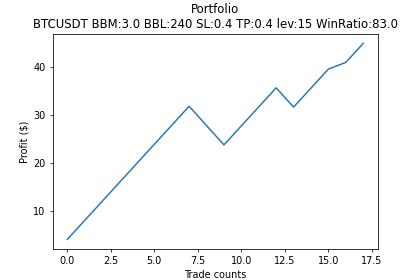 Portfolio
BTCUSDT BBM:3.0 BBL:240 SL:0.4 TP:0.4 lev:15 WinRatio:83.0
40
30
20
10
Profit ($)
0.0 2.5 5.0 7.5 10.0 12.5 15.0 17.5
Trade counts